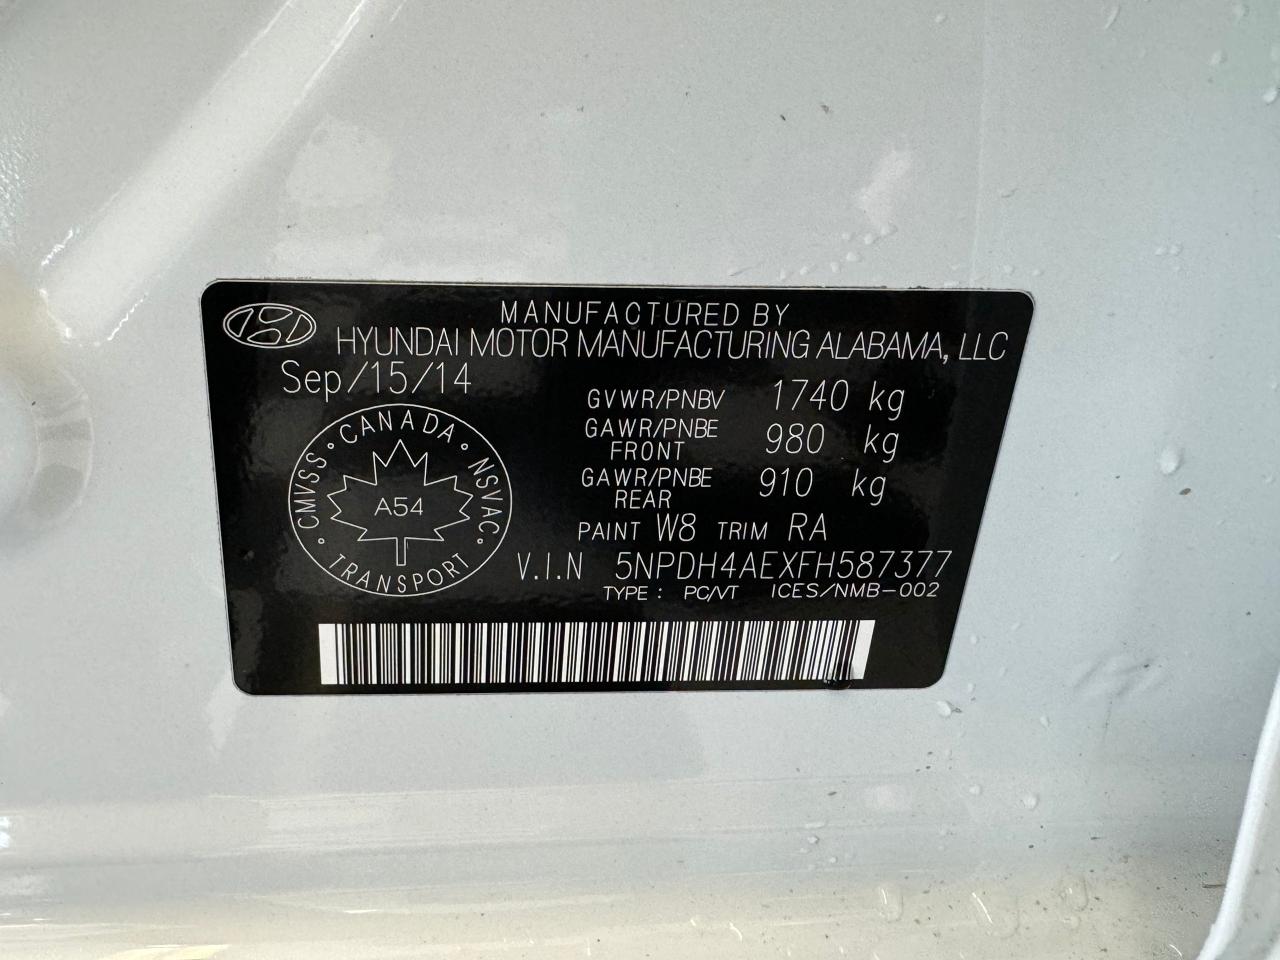 MANUFACTURED BY
HYUNDAI MOTOR MANUFACTURING ALABAMA, LLC
Sep/15/14
GVWR/PNBV 1740 kg
GAWR/PNBE FRONT 980 kg
GAWR/PNBE REAR 910 kg
PAINT W8 TRIM RA
V.I.N 5NPDH4AEXFH587377
TYPE: PC/VT ICES/NMB-002
CANADA
CMVSS · NSVAC
A54
TRANSPORT